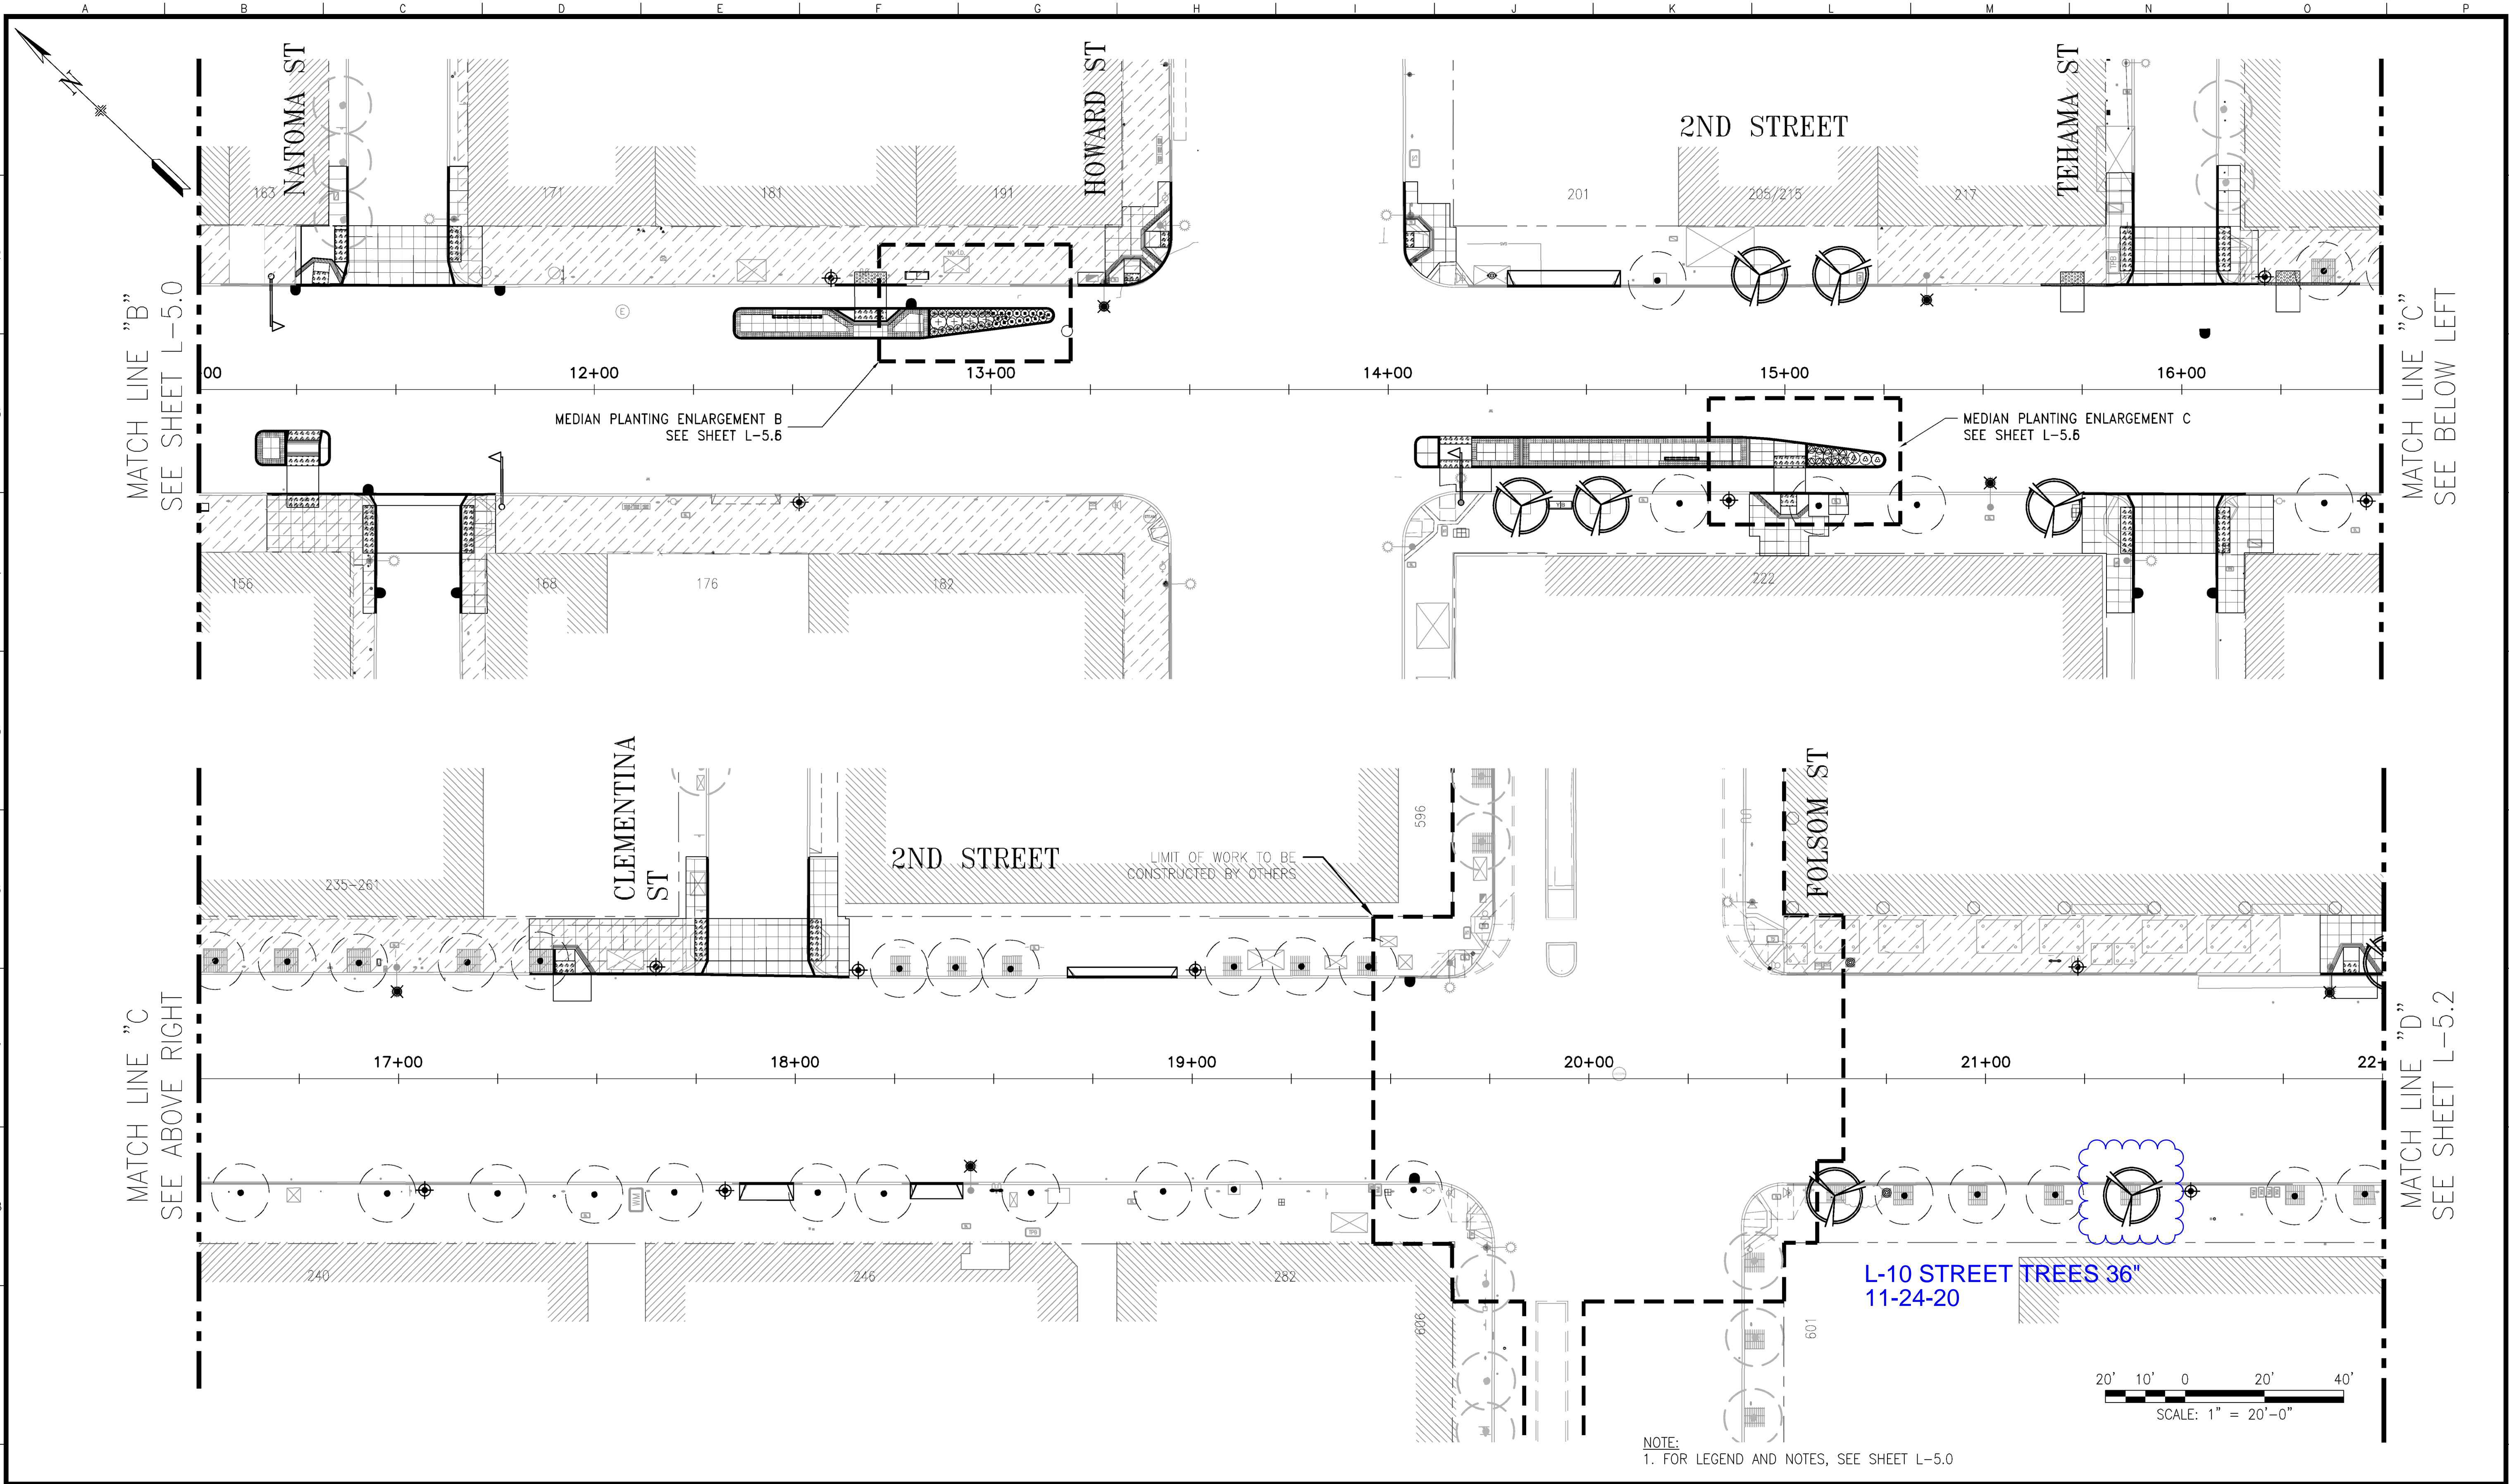 A B C D E F G H I J K L M N O P
N
NATOMA ST
HOWARD ST
2ND STREET
TEHAMA ST
163
171
181
191
201
205/215
217
MATCH LINE "B"
SEE SHEET L-5.0
MATCH LINE "C"
SEE BELOW LEFT
E
00
12+00
13+00
14+00
15+00
16+00
MEDIAN PLANTING ENLARGEMENT B
SEE SHEET
MEDIAN PLANTING ENLARGEMENT C
SEE SHEET
156
168
176
182
222
CLEMENTINA
ST
2ND STREET
LIMIT OF WORK TO BE
CONSTRUCTED BY OTHERS
596
FOLSOM ST
235-261
MATCH LINE "C
SEE ABOVE RIGHT
MATCH LINE "D"
SEE SHEET L-5.2
17+00
18+00
19+00
20+00
21+00
22+
WM
240
246
282
606
601
L-10 STREET TREES 36"
11-24-20
20' 10' 0 20' 40'
SCALE: 1" = 20'-0"
NOTE:
1. FOR LEGEND AND NOTES, SEE SHEET L-5.0